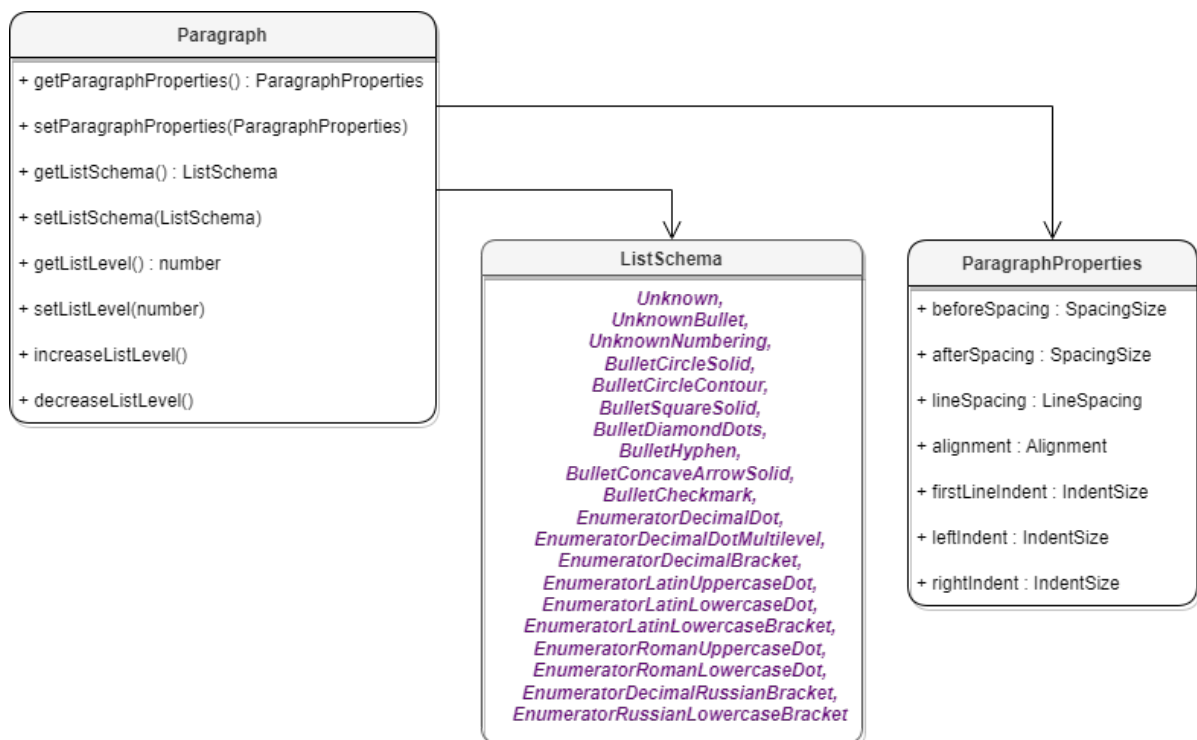 Paragraph
+ getParagraphProperties() : ParagraphProperties
+ setParagraphProperties(ParagraphProperties)
+ getListSchema() : ListSchema
+ setListSchema(ListSchema)
+ getListLevel() : number
+ setListLevel(number)
+ increaseListLevel()
+ decreaseListLevel()
ListSchema
Unknown,
UnknownBullet,
UnknownNumbering,
BulletCircleSolid,
BulletCircleContour,
BulletSquareSolid,
BulletDiamondDots,
BulletHyphen,
BulletConcaveArrowSolid,
BulletCheckmark,
EnumeratorDecimalDot,
EnumeratorDecimalDotMultilevel,
EnumeratorDecimalBracket,
EnumeratorLatinUppercaseDot,
EnumeratorLatinLowercaseDot,
EnumeratorLatinLowercaseBracket,
EnumeratorRomanUppercaseDot,
EnumeratorRomanLowercaseDot,
EnumeratorDecimalRussianBracket,
EnumeratorRussianLowercaseBracket
ParagraphProperties
+ beforeSpacing : SpacingSize
+ afterSpacing : SpacingSize
+ lineSpacing : LineSpacing
+ alignment : Alignment
+ firstLineIndent : IndentSize
+ leftIndent : IndentSize
+ rightIndent : IndentSize